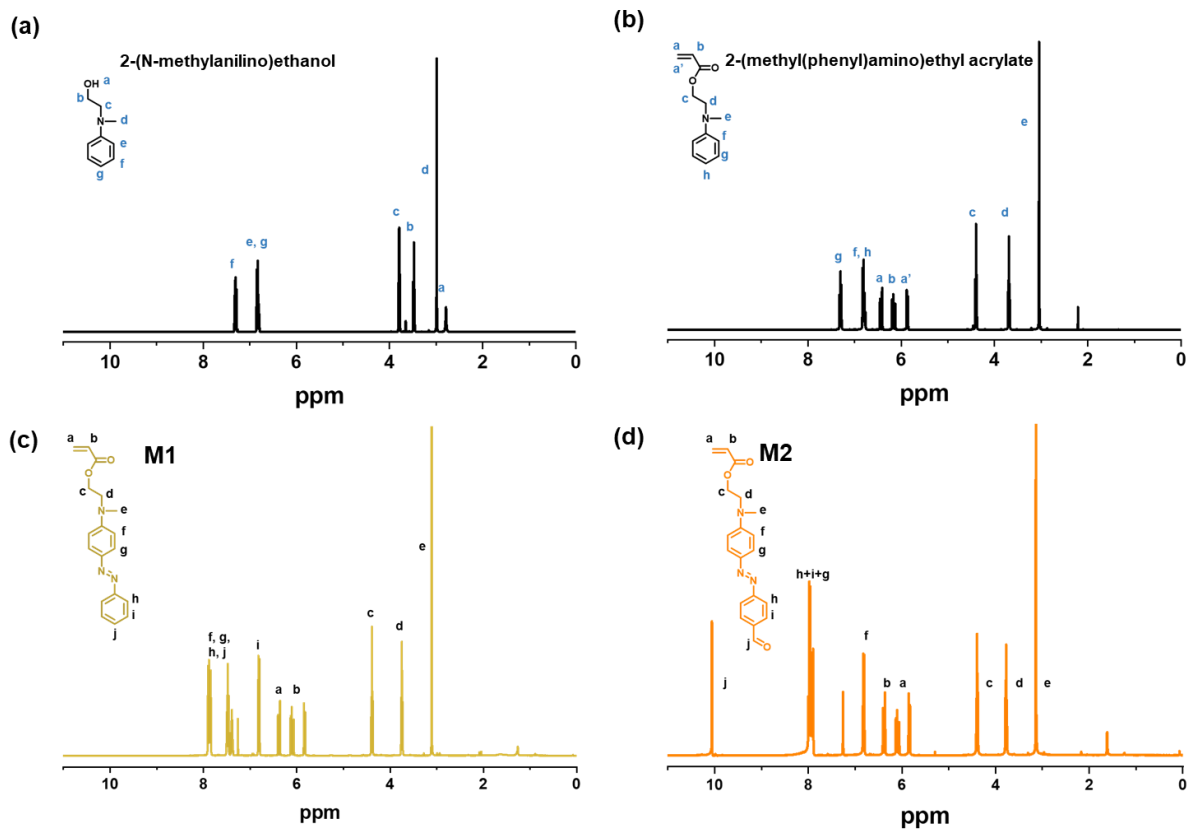 (a)
2-(N-methylanilino)ethanol
OH a
b
c
N
d
e
f
g
f
e, g
c
b
d
a
10 8 6 4 2 0
ppm
(b)
2-(methyl(phenyl)amino)ethyl acrylate
a b
a'
O
O
c d
N
e
f
g
h
g
f, h
a
b
a'
c
d
e
10 8 6 4 2 0
ppm
(c)
M1
a b
O
O
c d
N
e
f
g
N
N
h
i
j
f, g,
h, j
i
a
b
c
d
e
10 8 6 4 2 0
ppm
(d)
M2
a b
O
O
c d
N
e
f
g
N
N
h
i
j
O
j
h+i+g
f
b
a
c
d
e
10 8 6 4 2 0
ppm